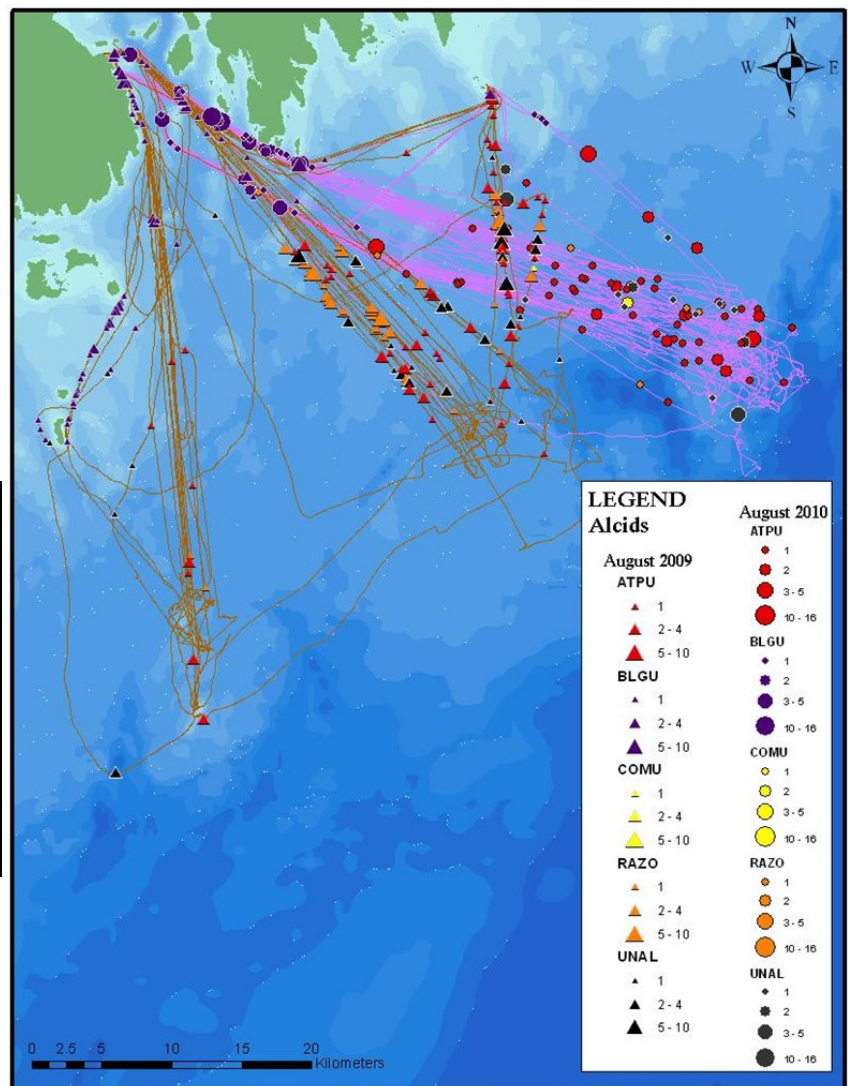 N
W E
S
LEGEND
Alcids
August 2009
ATPU
1
2 - 4
5 - 10
BLGU
1
2 - 4
5 - 10
COMU
1
2 - 4
5 - 10
RAZO
1
2 - 4
5 - 10
UNAL
1
2 - 4
5 - 10
August 2010
ATPU
1
2
3 - 5
10 - 16
BLGU
1
2
3 - 5
10 - 16
COMU
1
2
3 - 5
10 - 16
RAZO
1
2
3 - 5
10 - 16
UNAL
1
2
3 - 5
10 - 16
0 2.5 5 10 15 20
Kilometers